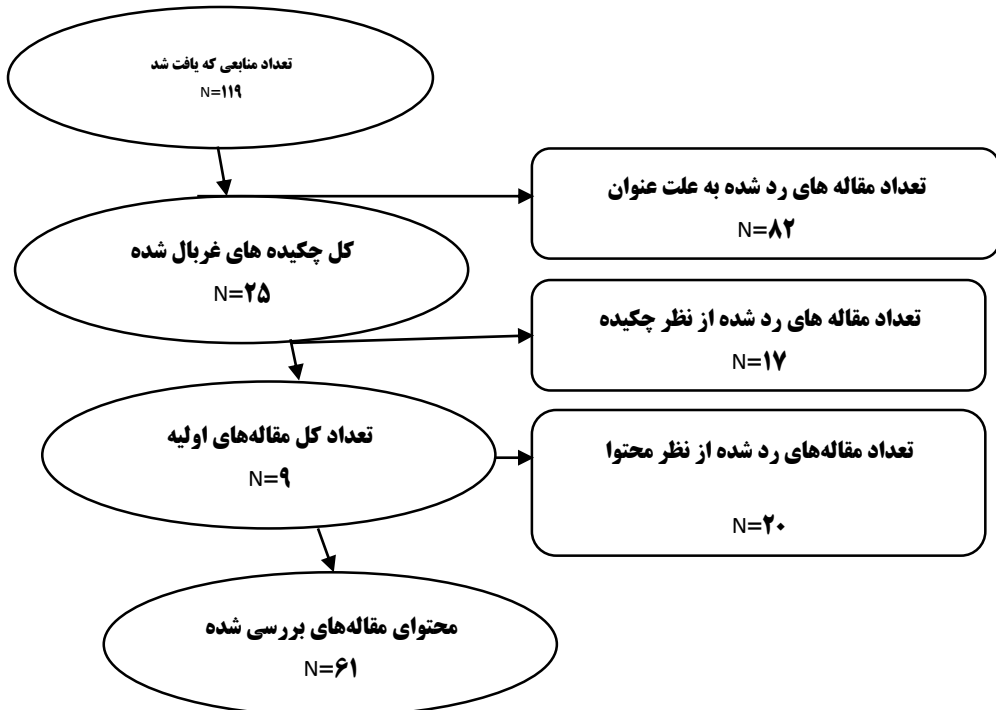 تعداد منابعی که یافت شد
N=۱۱۹
تعداد مقاله های رد شده به علت عنوان
N=۸۲
کل چکیده های غربال شده
N=۲۵
تعداد مقاله های رد شده از نظر چکیده
N=۱۷
تعداد کل مقاله‌های اولیه
N=۹
تعداد مقاله‌های رد شده از نظر محتوا
N=۲۰
محتوای مقاله‌های بررسی شده
N=۶۱